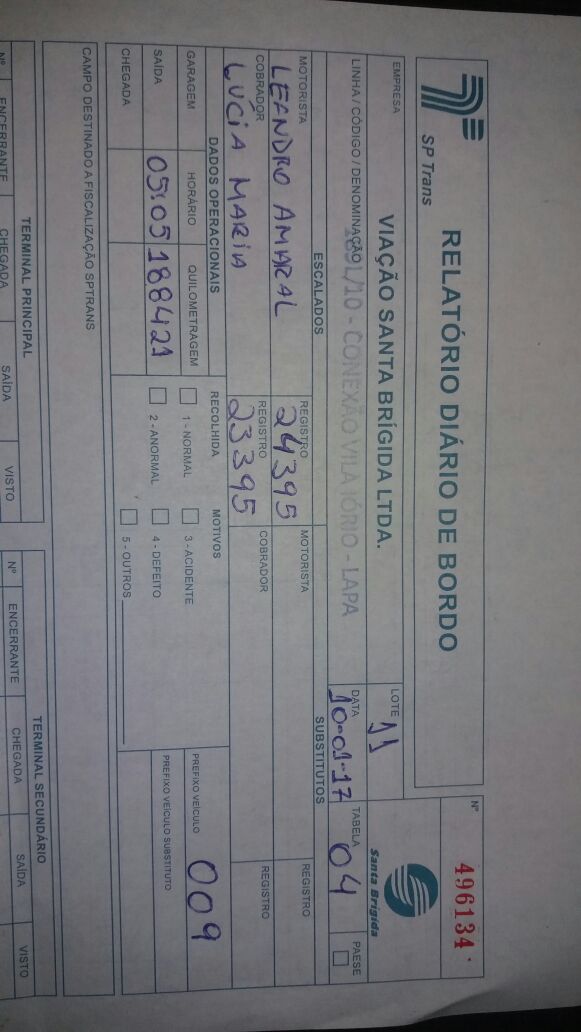 SP Trans
RELATÓRIO DIÁRIO DE BORDO
Nº 496134
Santa Brígida
EMPRESA
VIAÇÃO SANTA BRÍGIDA LTDA.
LOTE 11
LINHA / CÓDIGO / DENOMINAÇÃO
L/10 - CONEXÃO VILA IÓRIO - LAPA
DATA 10-01-17
TABELA 04
PAESE
ESCALADOS
SUBSTITUTOS
MOTORISTA LEANDRO AMARAL
REGISTRO 24395
MOTORISTA
REGISTRO
COBRADOR LÚCIA MARIA
REGISTRO 23395
COBRADOR
REGISTRO
DADOS OPERACIONAIS
GARAGEM HORÁRIO QUILOMETRAGEM
SAÍDA 05:05 188421
CHEGADA
RECOLHIDA
1 - NORMAL
2 - ANORMAL
MOTIVOS
3 - ACIDENTE
4 - DEFEITO
5 - OUTROS
PREFIXO VEÍCULO 009
PREFIXO VEÍCULO SUBSTITUTO
CAMPO DESTINADO A FISCALIZAÇÃO SPTRANS
TERMINAL PRINCIPAL
Nº ENCERRANTE CHEGADA SAÍDA VISTO
TERMINAL SECUNDÁRIO
Nº ENCERRANTE CHEGADA SAÍDA VISTO